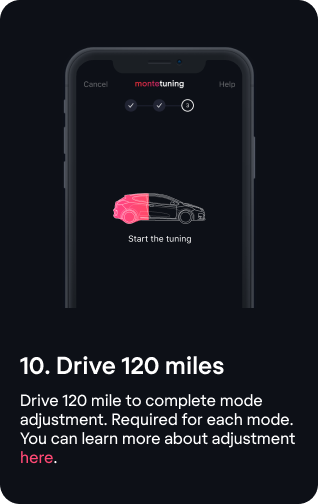 Cancel montetuning Help
3
Start the tuning
10. Drive 120 miles
Drive 120 mile to complete mode
adjustment. Required for each mode.
You can learn more about adjustment
here.